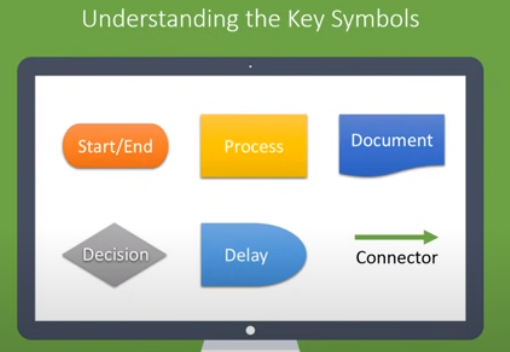 Understanding the Key Symbols
Start/End
Process
Document
Decision
Delay
Connector